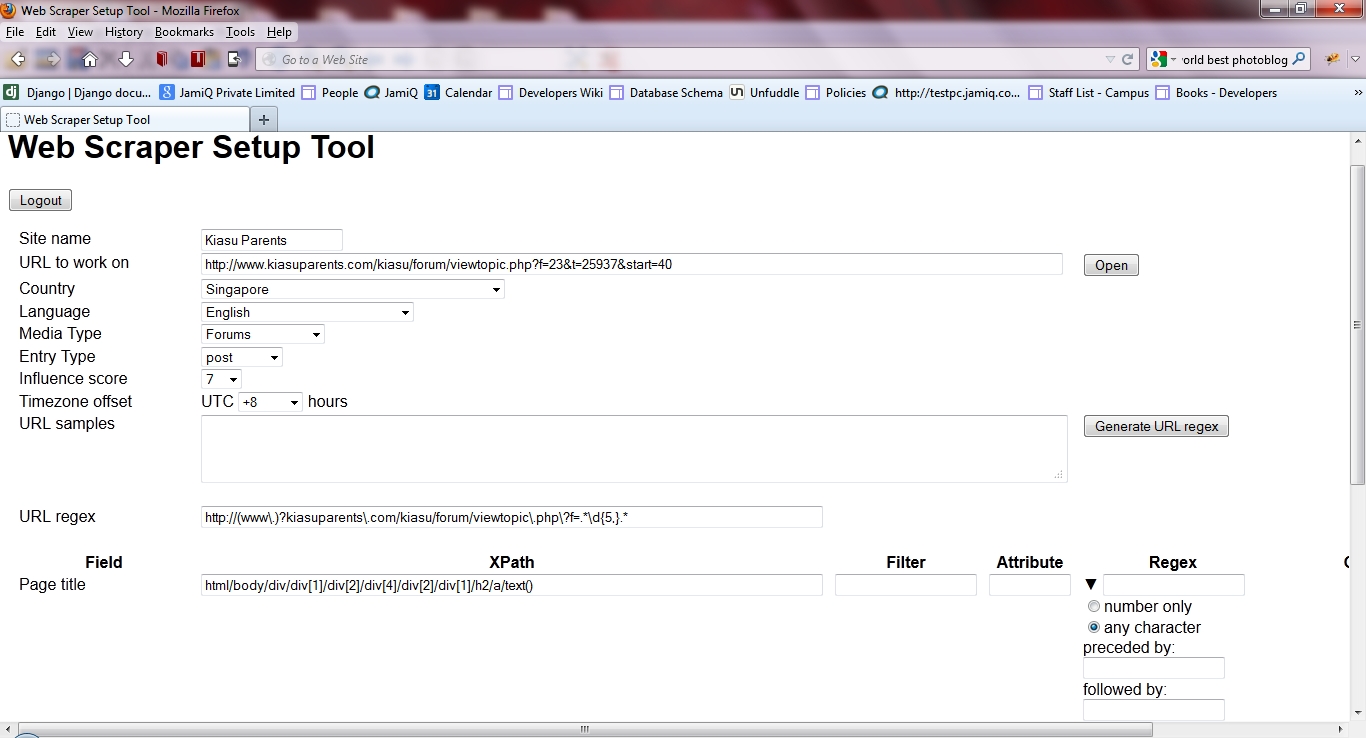 Web Scraper Setup Tool - Mozilla Firefox
File Edit View History Bookmarks Tools Help
Go to a Web Site orld best photoblog
Django | Django docu... JamiQ Private Limited People JamiQ 31 Calendar Developers Wiki Database Schema Unfuddle Policies http://testpc.jamiq.co... Staff List - Campus Books - Developers »
Web Scraper Setup Tool +
Web Scraper Setup Tool
Logout
Site name Kiasu Parents
URL to work on http://www.kiasuparents.com/kiasu/forum/viewtopic.php?f=23&t=25937&start=40 Open
Country Singapore
Language English
Media Type Forums
Entry Type post
Influence score 7
Timezone offset UTC +8 hours
URL samples Generate URL regex
URL regex http://(www\.)?kiasuparents\.com/kiasu/forum/viewtopic\.php\?f=.*\d{5,}.*
Field XPath Filter Attribute Regex
Page title html/body/div/div[1]/div[2]/div[4]/div[2]/div[1]/h2/a/text() ▼
number only
any character
preceded by:
followed by: